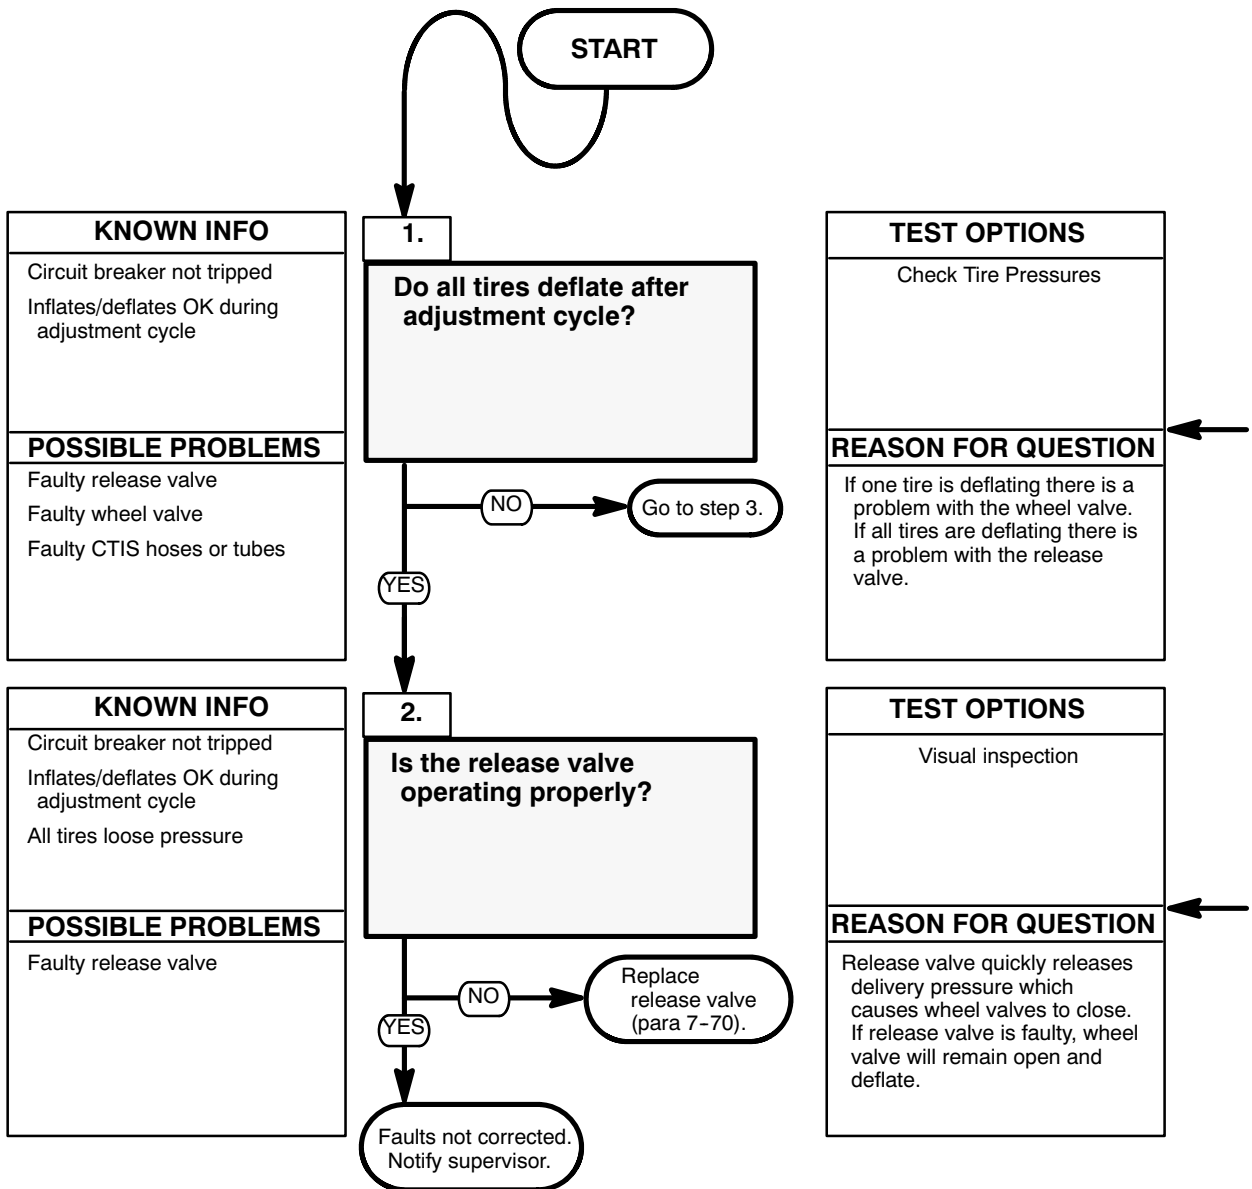 START
KNOWN INFO
Circuit breaker not tripped
Inflates/deflates OK during
adjustment cycle
POSSIBLE PROBLEMS
Faulty release valve
Faulty wheel valve
Faulty CTIS hoses or tubes
1.
Do all tires deflate after
adjustment cycle?
NO
Go to step 3.
YES
TEST OPTIONS
Check Tire Pressures
REASON FOR QUESTION
If one tire is deflating there is a
problem with the wheel valve.
If all tires are deflating there is
a problem with the release
valve.
KNOWN INFO
Circuit breaker not tripped
Inflates/deflates OK during
adjustment cycle
All tires loose pressure
POSSIBLE PROBLEMS
Faulty release valve
2.
Is the release valve
operating properly?
NO
Replace
release valve
(para 7-70).
YES
Faults not corrected.
Notify supervisor.
TEST OPTIONS
Visual inspection
REASON FOR QUESTION
Release valve quickly releases
delivery pressure which
causes wheel valves to close.
If release valve is faulty, wheel
valve will remain open and
deflate.